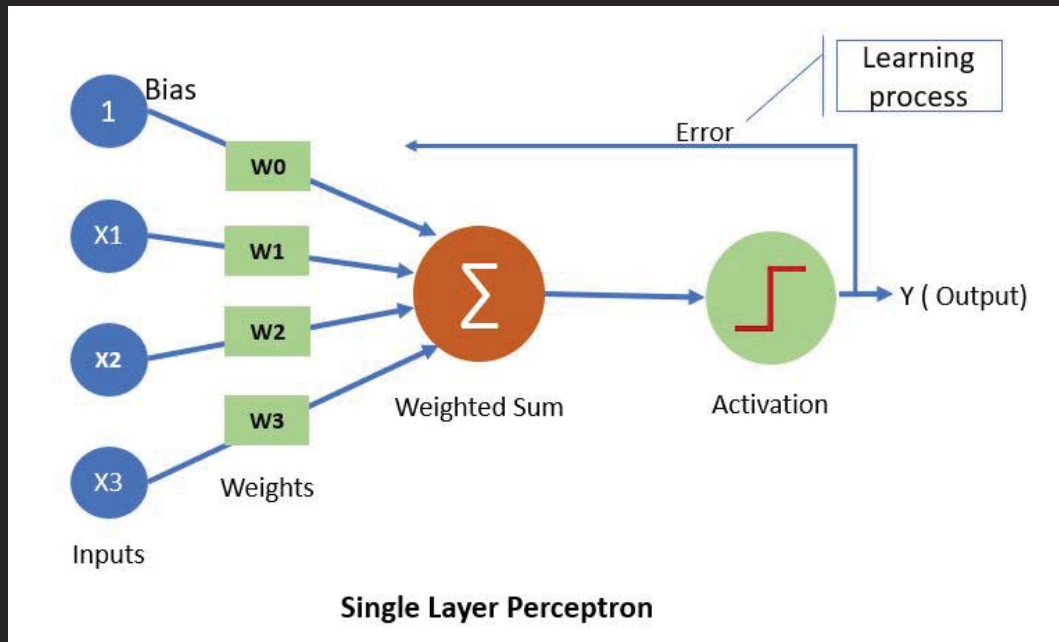 Learning
process
Bias
1
Error
W0
X1
W1
∑
Y ( Output)
W2
X2
Weighted Sum
Activation
W3
X3
Weights
Inputs
Single Layer Perceptron